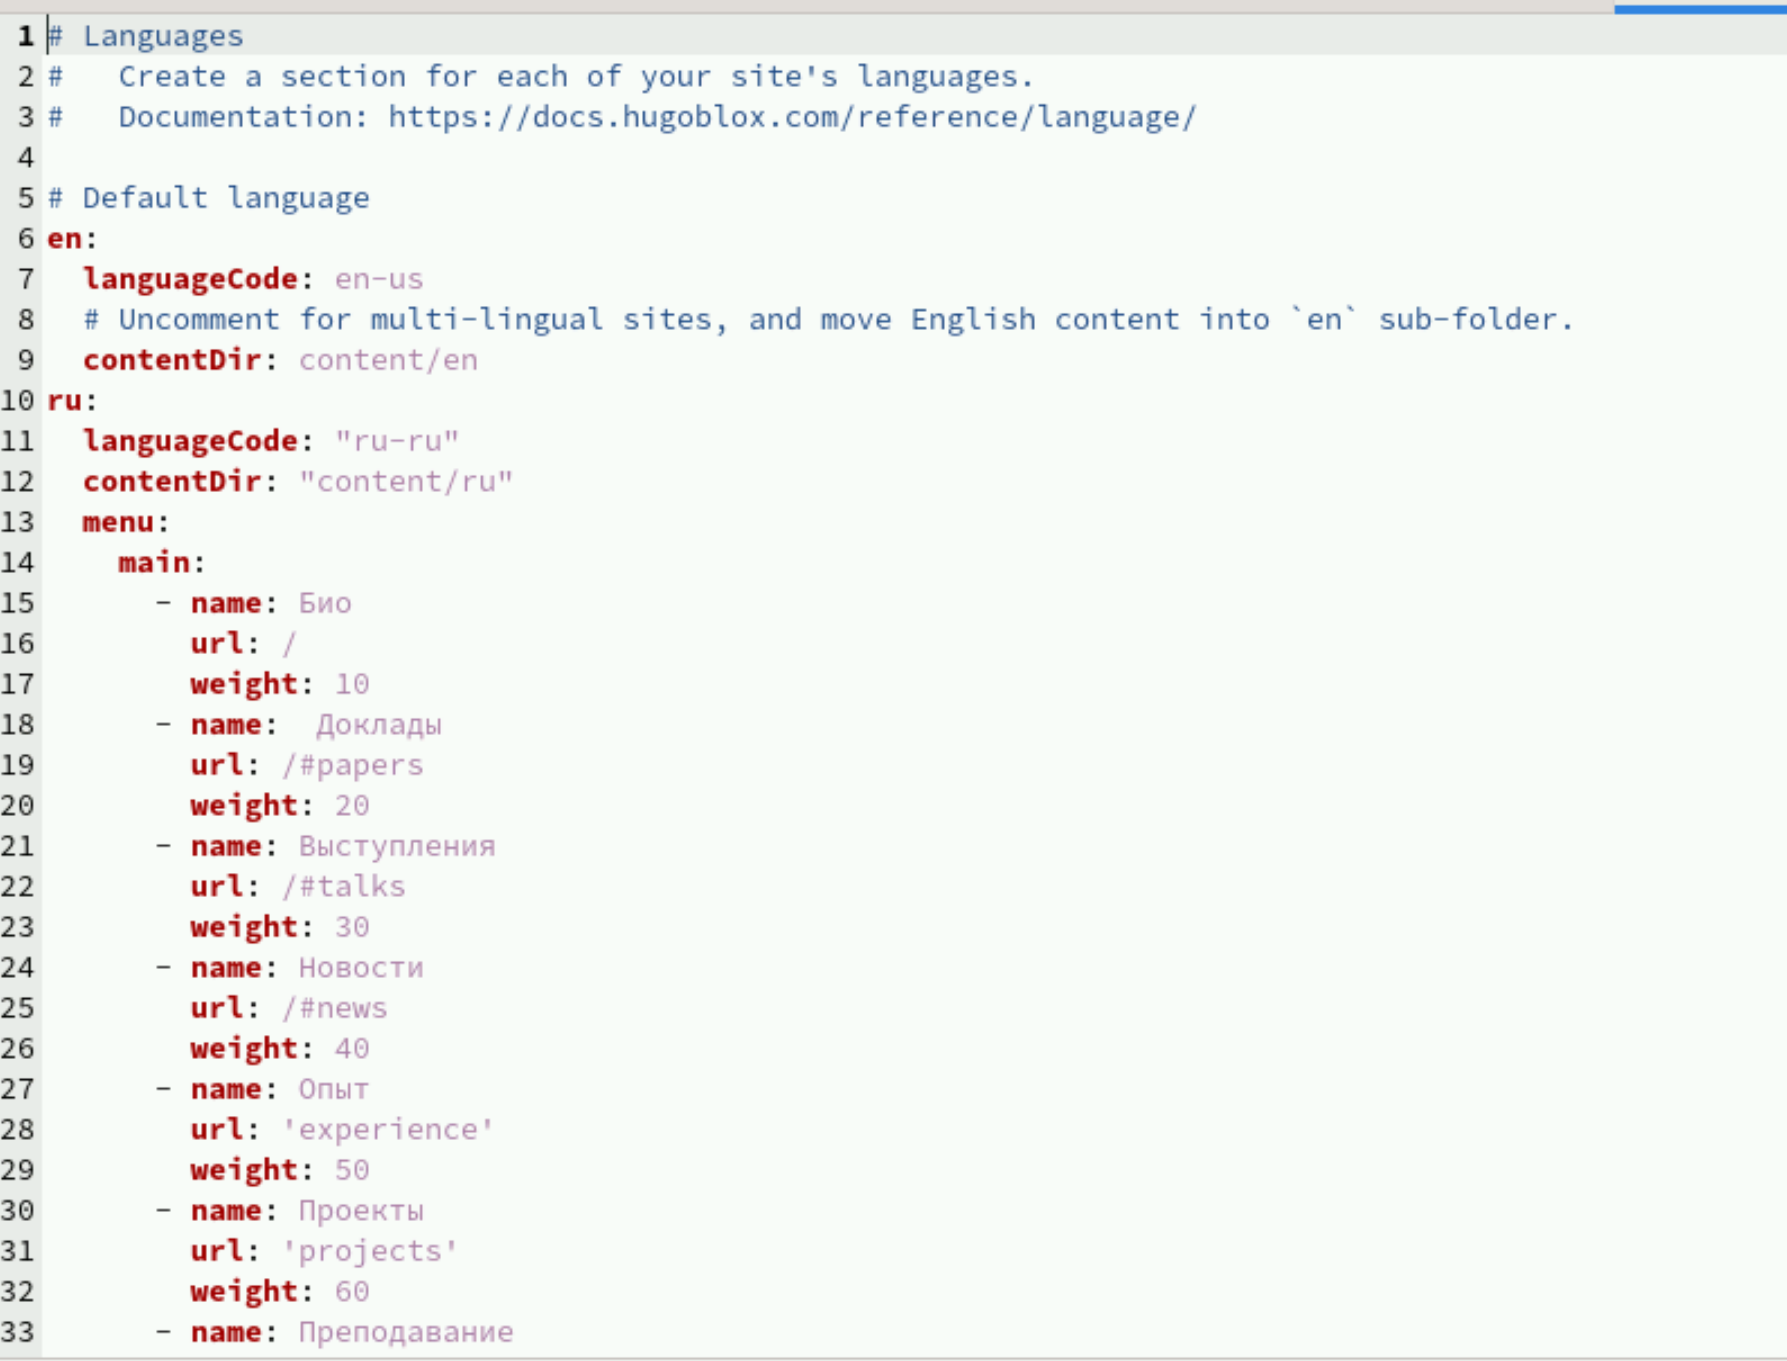 1 # Languages
2 #   Create a section for each of your site's languages.
3 #   Documentation: https://docs.hugoblox.com/reference/language/
4
5 # Default language
6 en:
7   languageCode: en-us
8   # Uncomment for multi-lingual sites, and move English content into `en` sub-folder.
9   contentDir: content/en
10 ru:
11   languageCode: "ru-ru"
12   contentDir: "content/ru"
13   menu:
14     main:
15       - name: Био
16         url: /
17         weight: 10
18       - name:  Доклады
19         url: /#papers
20         weight: 20
21       - name: Выступления
22         url: /#talks
23         weight: 30
24       - name: Новости
25         url: /#news
26         weight: 40
27       - name: Опыт
28         url: 'experience'
29         weight: 50
30       - name: Проекты
31         url: 'projects'
32         weight: 60
33       - name: Преподавание